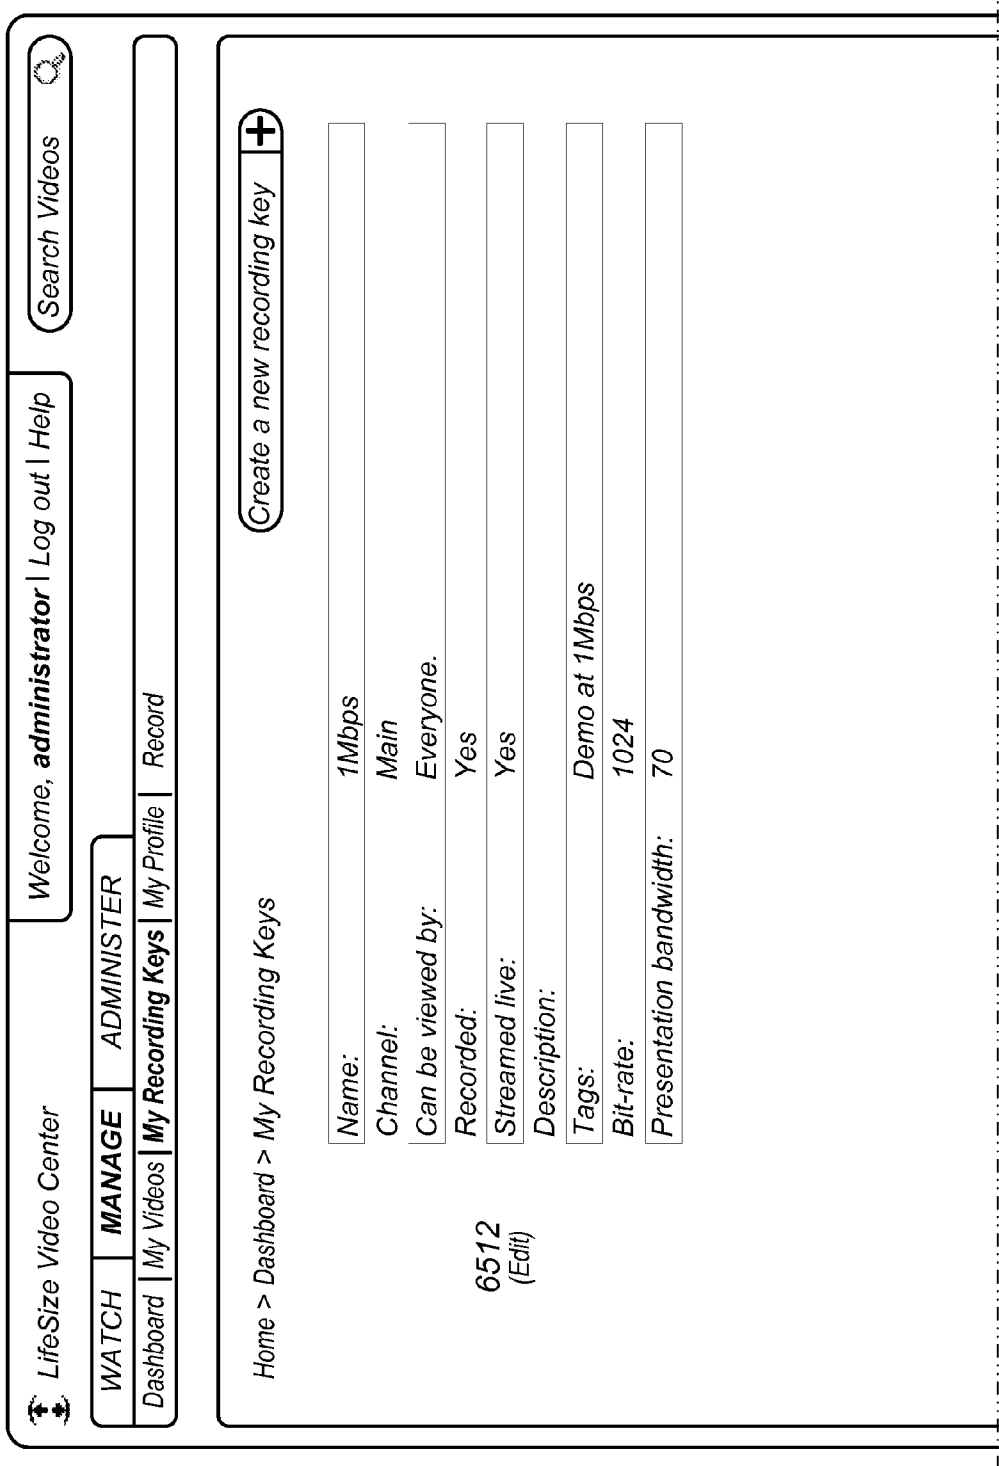 LifeSize Video Center Welcome, administrator | Log out | Help Search Videos
WATCH MANAGE ADMINISTER
Dashboard | My Videos | My Recording Keys | My Profile | Record
Home > Dashboard > My Recording Keys Create a new recording key +
Name: 1Mbps
Channel: Main
Can be viewed by: Everyone.
Recorded: Yes
6512
(Edit)
Streamed live: Yes
Description:
Tags: Demo at 1Mbps
Bit-rate: 1024
Presentation bandwidth: 70